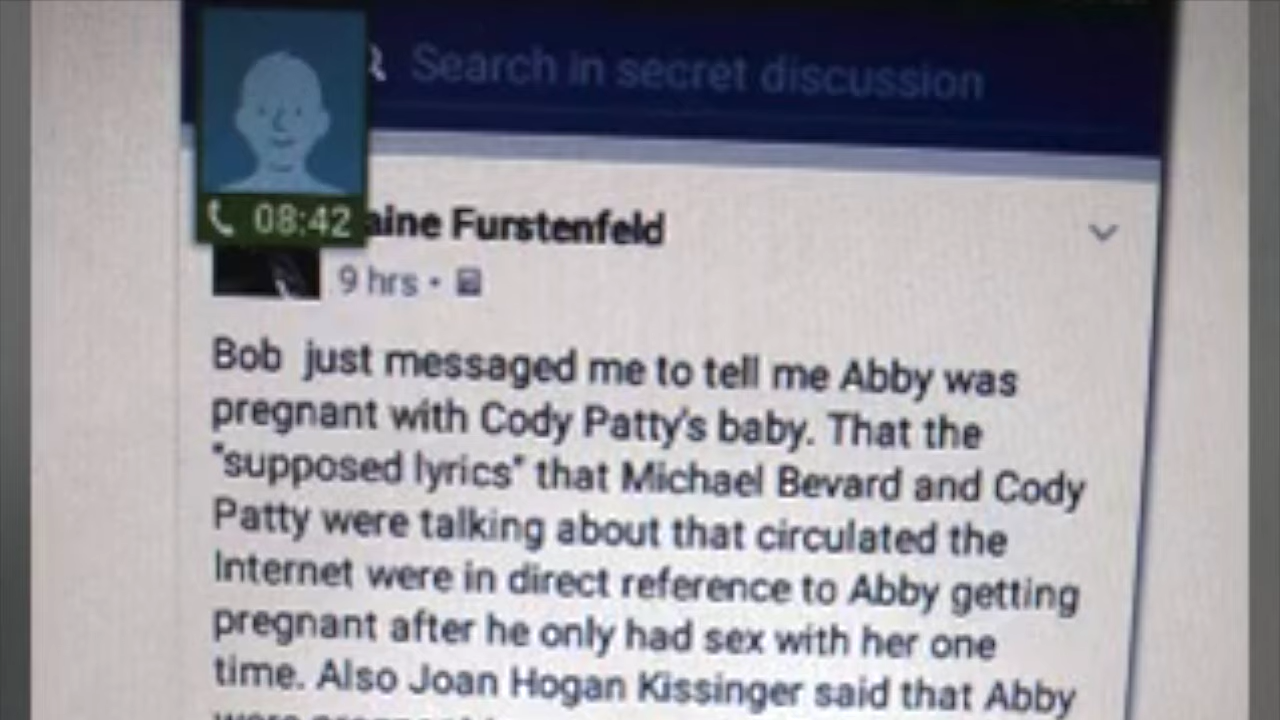 Search in secret discussion
08:42
aine Furstenfeld
9 hrs •
Bob just messaged me to tell me Abby was
pregnant with Cody Patty's baby. That the
"supposed lyrics" that Michael Bevard and Cody
Patty were talking about that circulated the
Internet were in direct reference to Abby getting
pregnant after he only had sex with her one
time. Also Joan Hogan Kissinger said that Abby